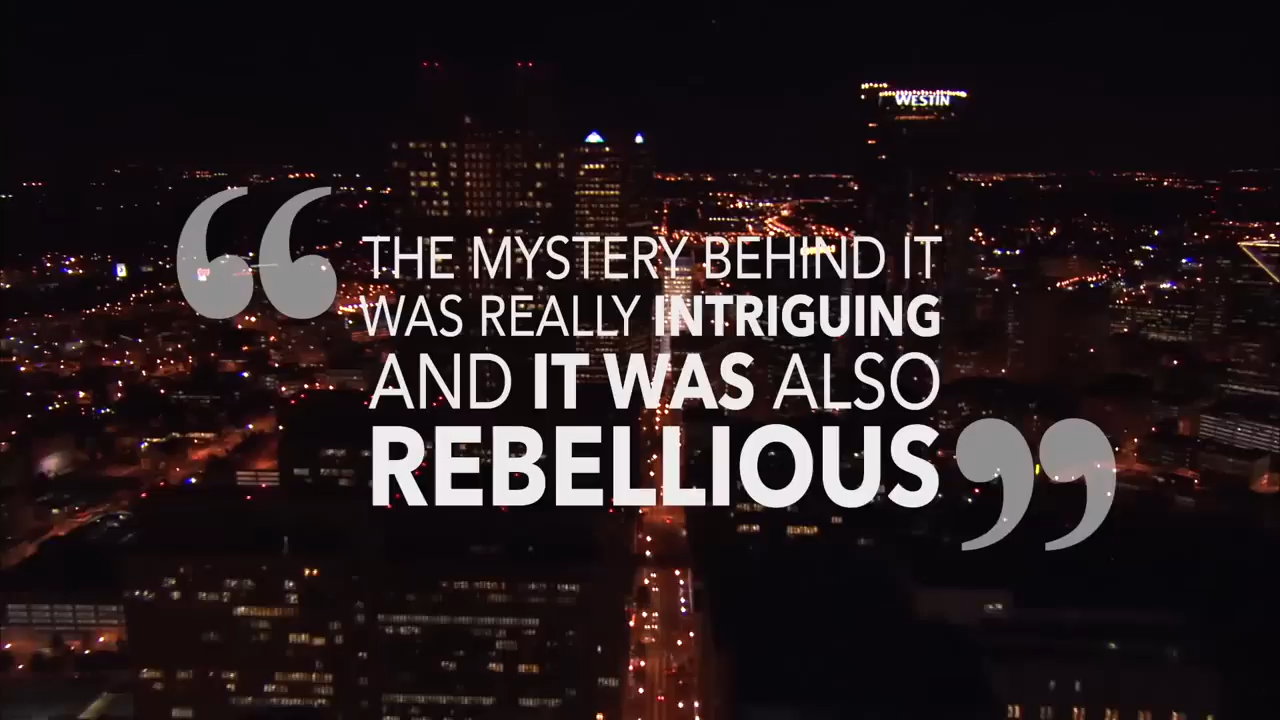 WESTIN
THE MYSTERY BEHIND IT
WAS REALLY INTRIGUING
AND IT WAS ALSO
REBELLIOUS